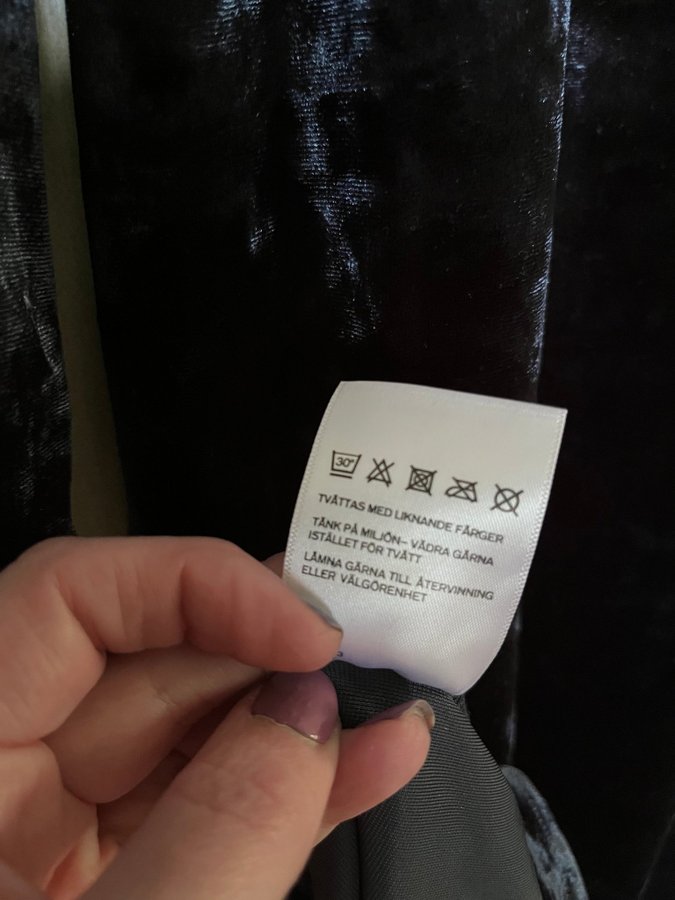 30°
TVÄTTAS MED LIKNANDE FÄRGER
TÄNK PÅ MILJÖN– VÄDRA GÄRNA
ISTÄLLET FÖR TVÄTT
LÄMNA GÄRNA TILL ÅTERVINNING
ELLER VÄLGÖRENHET